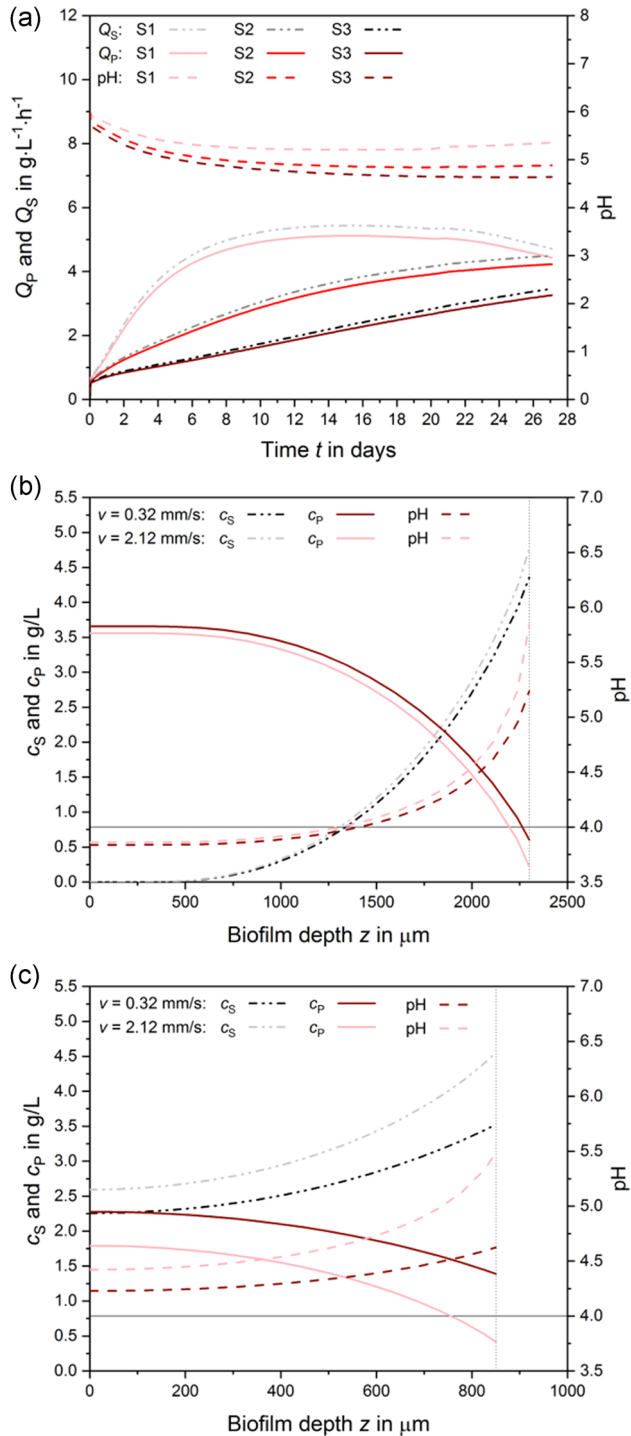 (a)
12
11
10
9
8
7
6
5
4
3
2
1
0
Q_S: S1 S2 S3
Q_P: S1 S2 S3
pH: S1 S2 S3
8
7
6
5
4
3
2
1
0
Q_P and Q_S in g·L⁻¹·h⁻¹
pH
0 2 4 6 8 10 12 14 16 18 20 22 24 26 28
Time t in days
(b)
5.5
5.0
4.5
4.0
3.5
3.0
2.5
2.0
1.5
1.0
0.5
0.0
v = 0.32 mm/s: c_S c_P pH
v = 2.12 mm/s: c_S c_P pH
7.0
6.5
6.0
5.5
5.0
4.5
4.0
3.5
c_S and c_P in g/L
pH
0 500 1000 1500 2000 2500
Biofilm depth z in μm
(c)
5.5
5.0
4.5
4.0
3.5
3.0
2.5
2.0
1.5
1.0
0.5
0.0
v = 0.32 mm/s: c_S c_P pH
v = 2.12 mm/s: c_S c_P pH
7.0
6.5
6.0
5.5
5.0
4.5
4.0
3.5
c_S and c_P in g/L
pH
0 200 400 600 800 1000
Biofilm depth z in μm